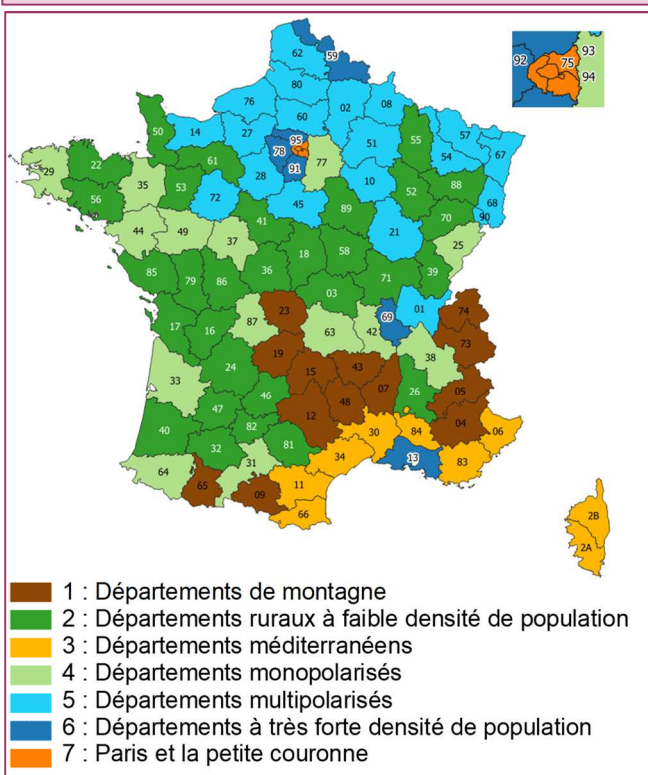 62 59
80
76 02 08
50 14 27 60 95 93
92 75 94
78 91 77 51 55 57 54 67
29 22 35 53 61 28 10 52 88 68
56 72 45 89 70 90
44 49 37 41 21 25
85 79 86 36 18 58 71 39
03
17 16 87 23 63 42 69 01 74
19 38 73
33 24 15 43
46 12 48 07 26 05
47 04
40 32 82 81 30 84 06
64 65 31 34 13 83
09 11
66
2B
2A
1 : Départements de montagne
2 : Départements ruraux à faible densité de population
3 : Départements méditerranéens
4 : Départements monopolarisés
5 : Départements multipolarisés
6 : Départements à très forte densité de population
7 : Paris et la petite couronne